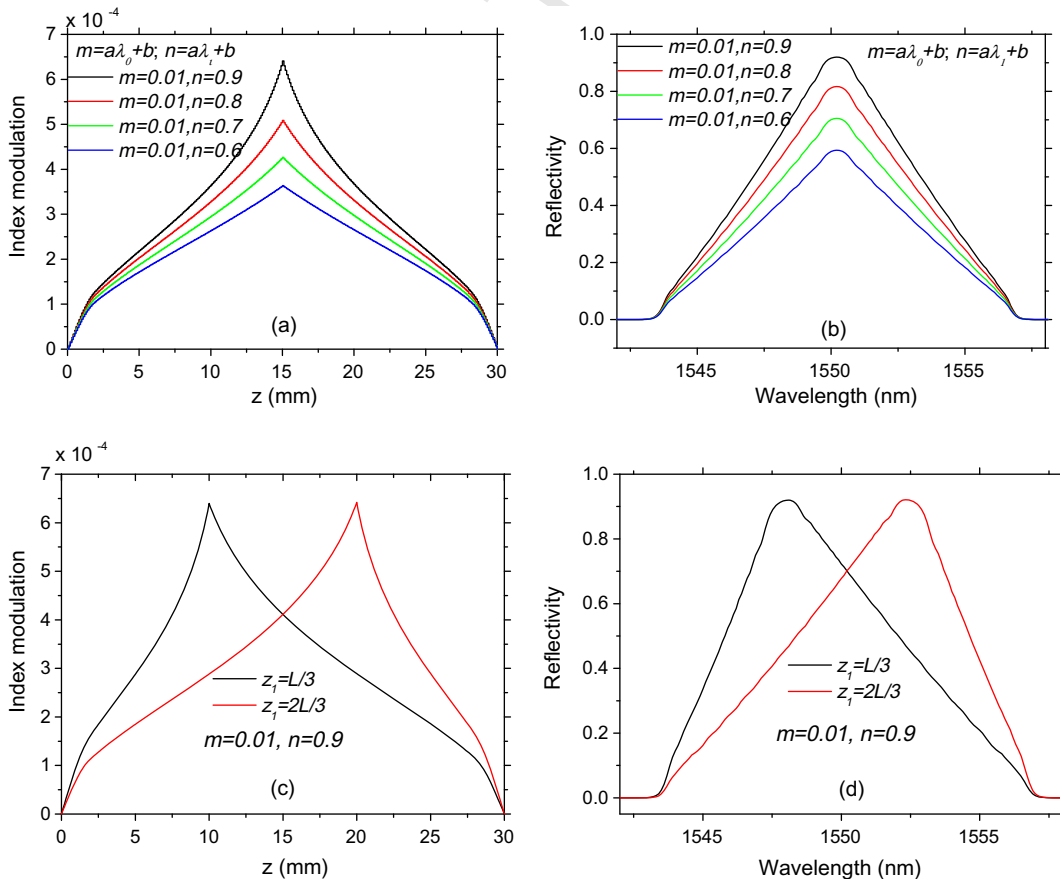 x 10 -4
7
6
5
4
3
2
1
0
Index modulation
m=aλ0+b; n=aλ1+b
m=0.01,n=0.9
m=0.01,n=0.8
m=0.01,n=0.7
m=0.01,n=0.6
(a)
0 5 10 15 20 25 30
z (mm)
1.0
0.8
0.6
0.4
0.2
0.0
Reflectivity
m=0.01,n=0.9
m=0.01,n=0.8
m=0.01,n=0.7
m=0.01,n=0.6
m=aλ0+b; n=aλ1+b
(b)
1545 1550 1555
Wavelength (nm)
x 10 -4
7
6
5
4
3
2
1
0
Index modulation
z1=L/3
z1=2L/3
m=0.01, n=0.9
(c)
0 5 10 15 20 25 30
z (mm)
1.0
0.8
0.6
0.4
0.2
0.0
Reflectivity
z1=L/3
z1=2L/3
m=0.01, n=0.9
(d)
1545 1550 1555
Wavelength (nm)